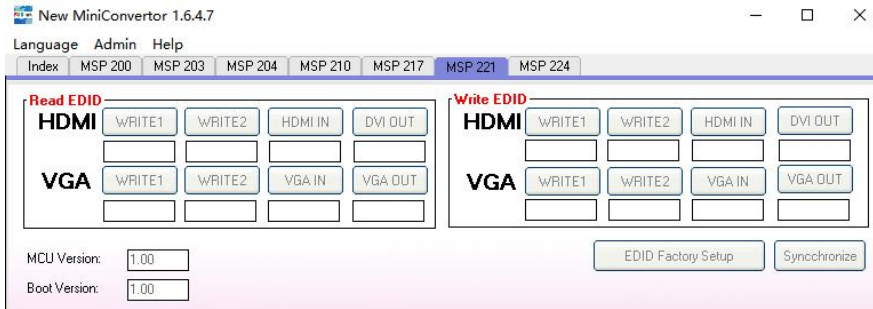 New MiniConvertor 1.6.4.7
Language Admin Help
Index MSP 200 MSP 203 MSP 204 MSP 210 MSP 217 MSP 221 MSP 224
Read EDID Write EDID
HDMI WRITE1 WRITE2 HDMI IN DVI OUT HDMI WRITE1 WRITE2 HDMI IN DVI OUT
VGA WRITE1 WRITE2 VGA IN VGA OUT VGA WRITE1 WRITE2 VGA IN VGA OUT
MCU Version: 1.00 EDID Factory Setup Syncchronize
Boot Version: 1.00